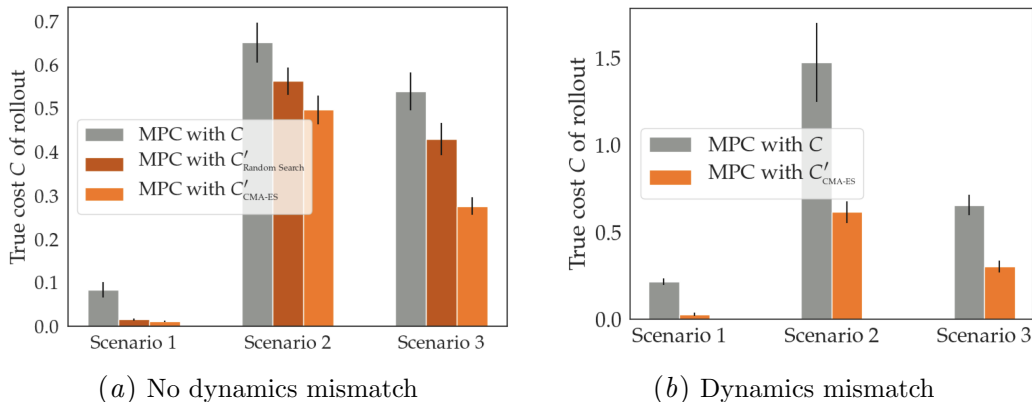 True cost C of rollout
0.7
0.6
0.5
0.4
0.3
0.2
0.1
0.0
MPC with C
MPC with C′Random Search
MPC with C′CMA-ES
Scenario 1 Scenario 2 Scenario 3
(a) No dynamics mismatch
True cost C of rollout
1.5
1.0
0.5
0.0
MPC with C
MPC with C′CMA-ES
Scenario 1 Scenario 2 Scenario 3
(b) Dynamics mismatch